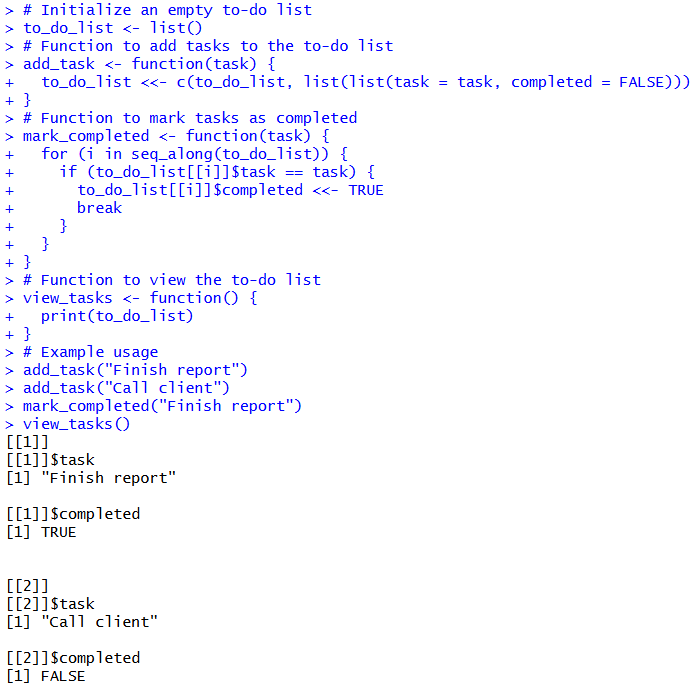 > # Initialize an empty to-do list
> to_do_list <- list()
> # Function to add tasks to the to-do list
> add_task <- function(task) {
+   to_do_list <<- c(to_do_list, list(list(task = task, completed = FALSE)))
+ }
> # Function to mark tasks as completed
> mark_completed <- function(task) {
+   for (i in seq_along(to_do_list)) {
+     if (to_do_list[[i]]$task == task) {
+       to_do_list[[i]]$completed <<- TRUE
+       break
+     }
+   }
+ }
> # Function to view the to-do list
> view_tasks <- function() {
+   print(to_do_list)
+ }
> # Example usage
> add_task("Finish report")
> add_task("Call client")
> mark_completed("Finish report")
> view_tasks()
[[1]]
[[1]]$task
[1] "Finish report"

[[1]]$completed
[1] TRUE


[[2]]
[[2]]$task
[1] "Call client"

[[2]]$completed
[1] FALSE